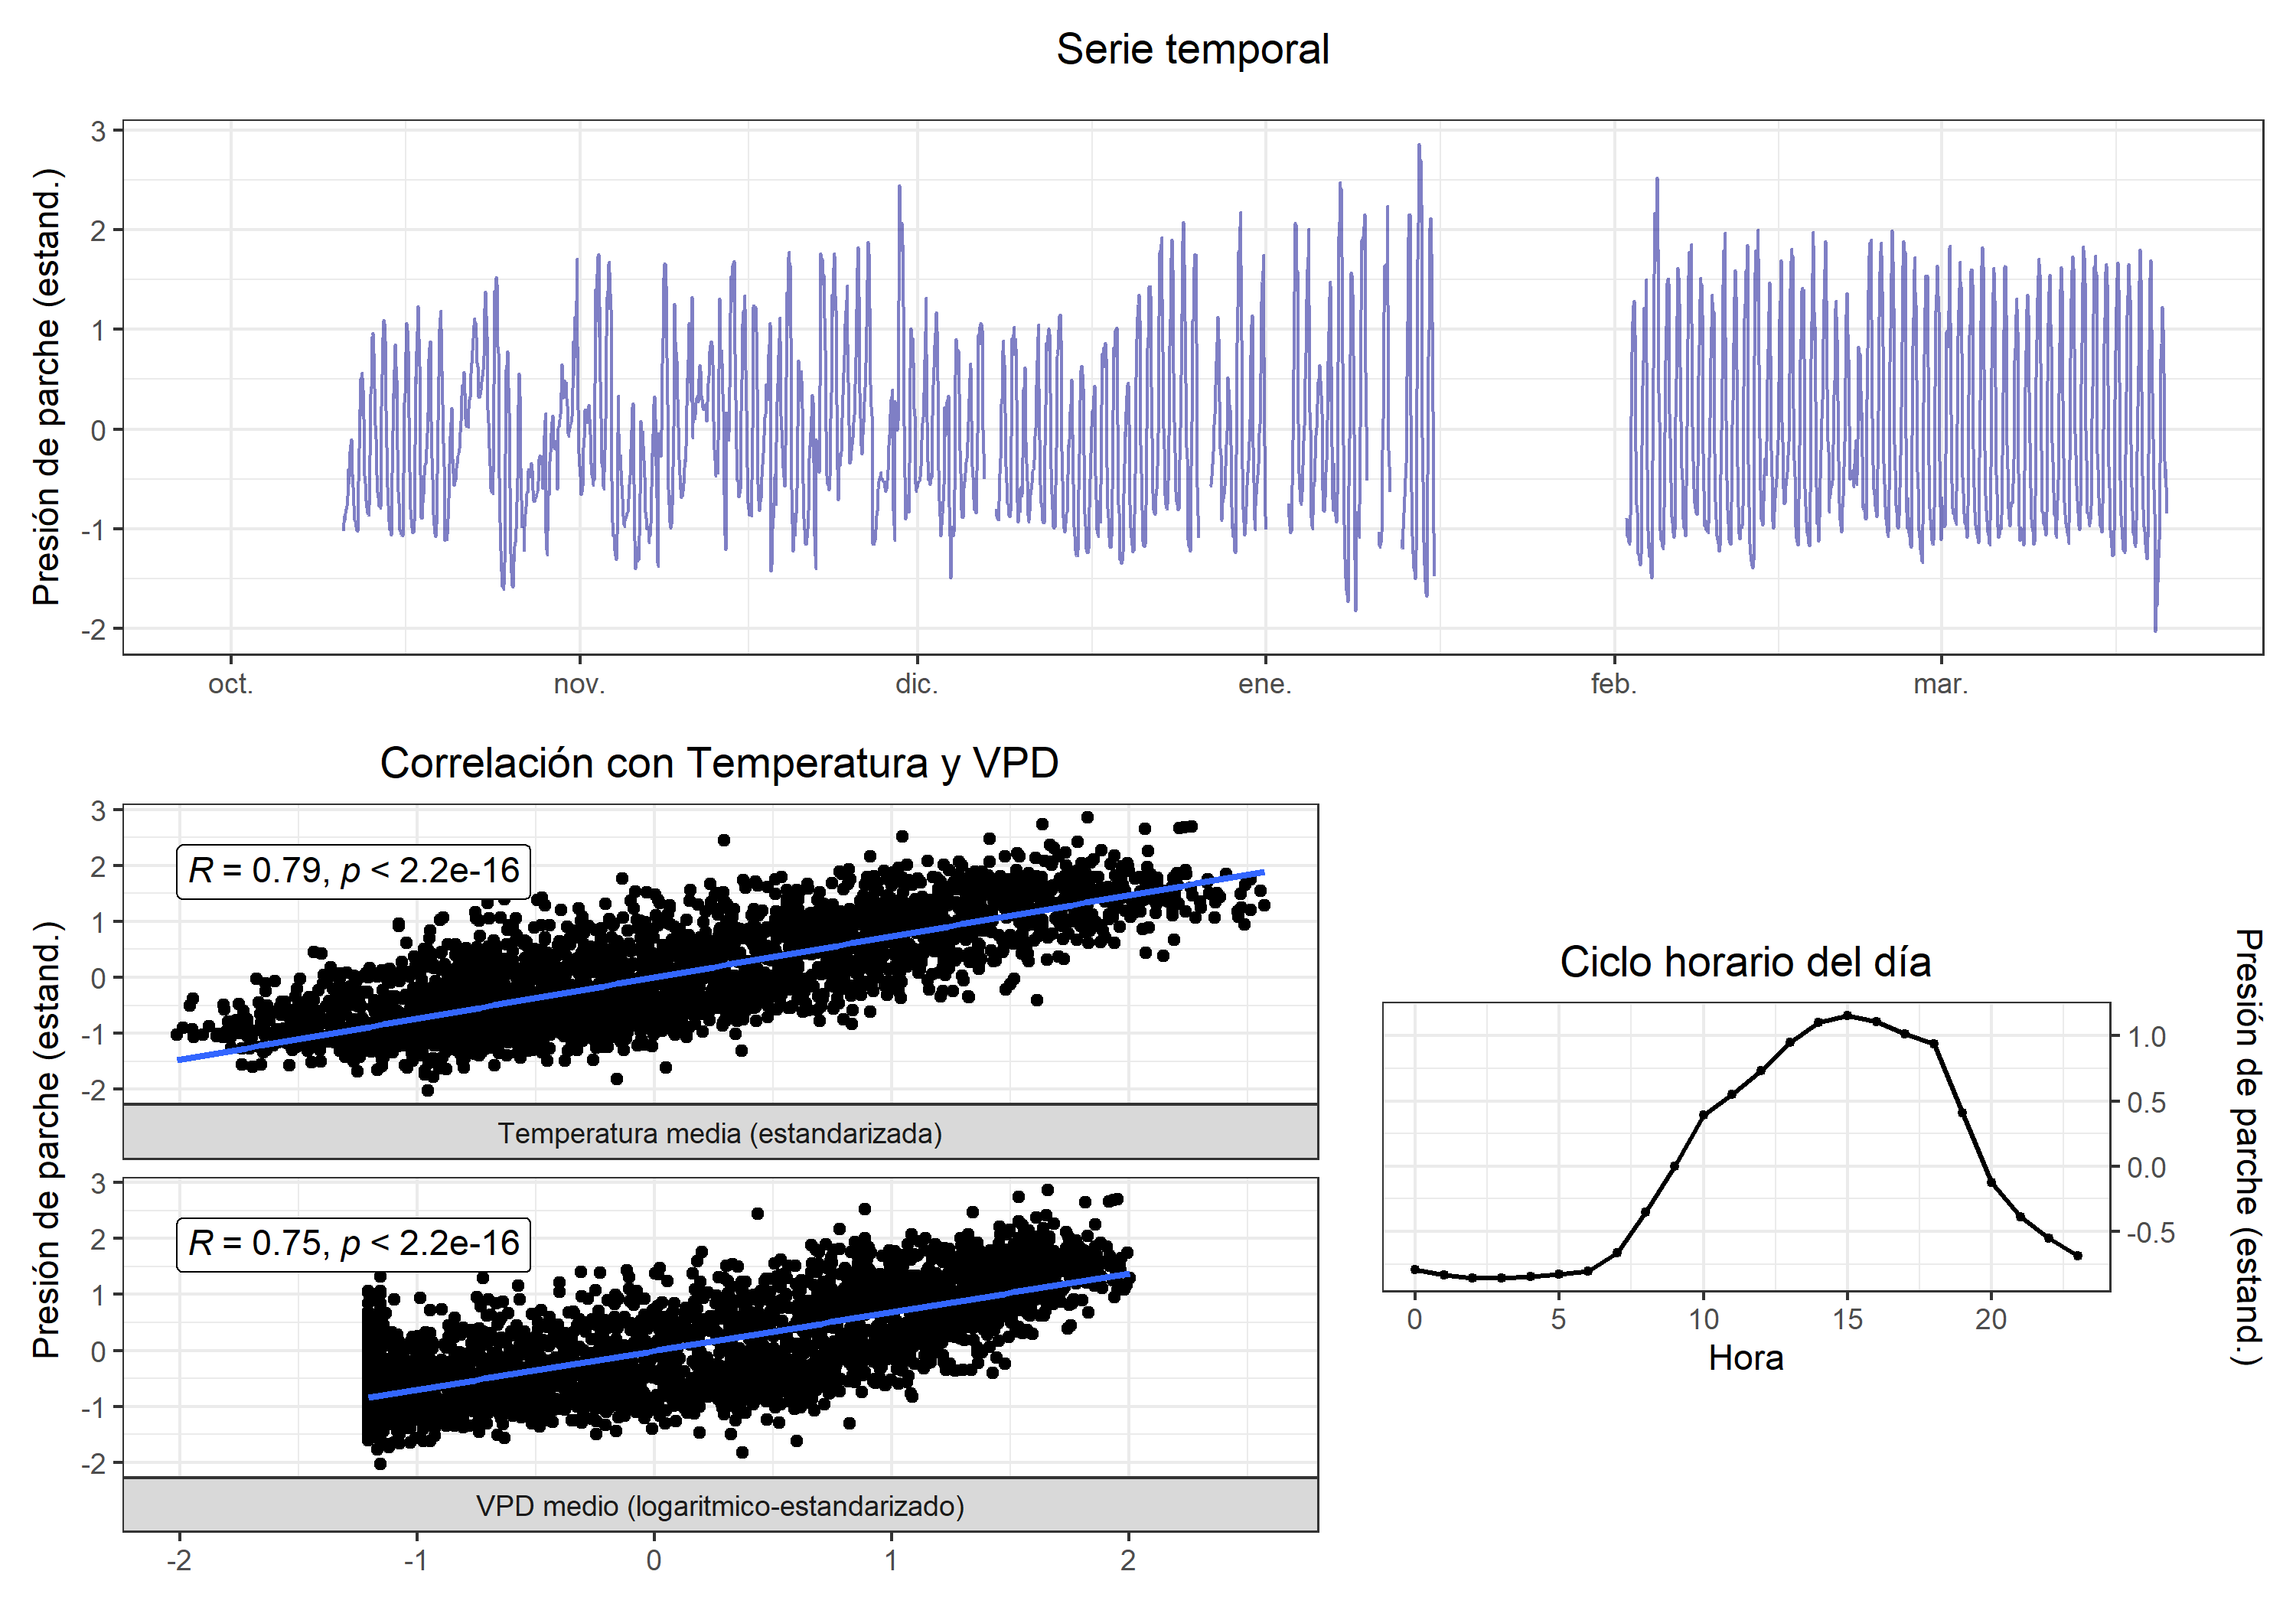 Serie temporal
Presión de parche (estand.)
3
2
1
0
-1
-2
oct.
nov.
dic.
ene.
feb.
mar.
Correlación con Temperatura y VPD
Presión de parche (estand.)
3
2
1
0
-1
-2
R = 0.79, p < 2.2e-16
Temperatura media (estandarizada)
3
2
1
0
-1
-2
R = 0.75, p < 2.2e-16
VPD medio (logaritmico-estandarizado)
-2
-1
0
1
2
Ciclo horario del día
1.0
0.5
0.0
-0.5
Presión de parche (estand.)
0
5
10
15
20
Hora